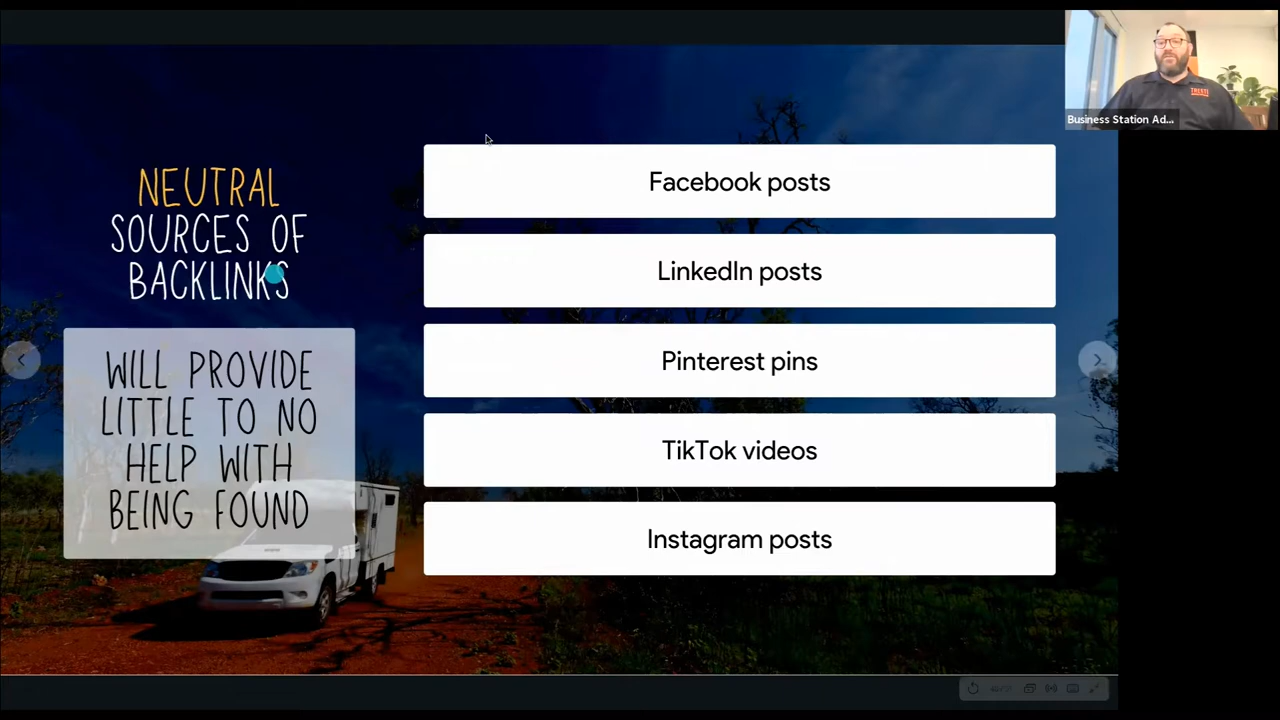 NEUTRAL
SOURCES OF
BACKLINKS
WILL PROVIDE
LITTLE TO NO
HELP WITH
BEING FOUND
Facebook posts
LinkedIn posts
Pinterest pins
TikTok videos
Instagram posts
Business Station Ad...